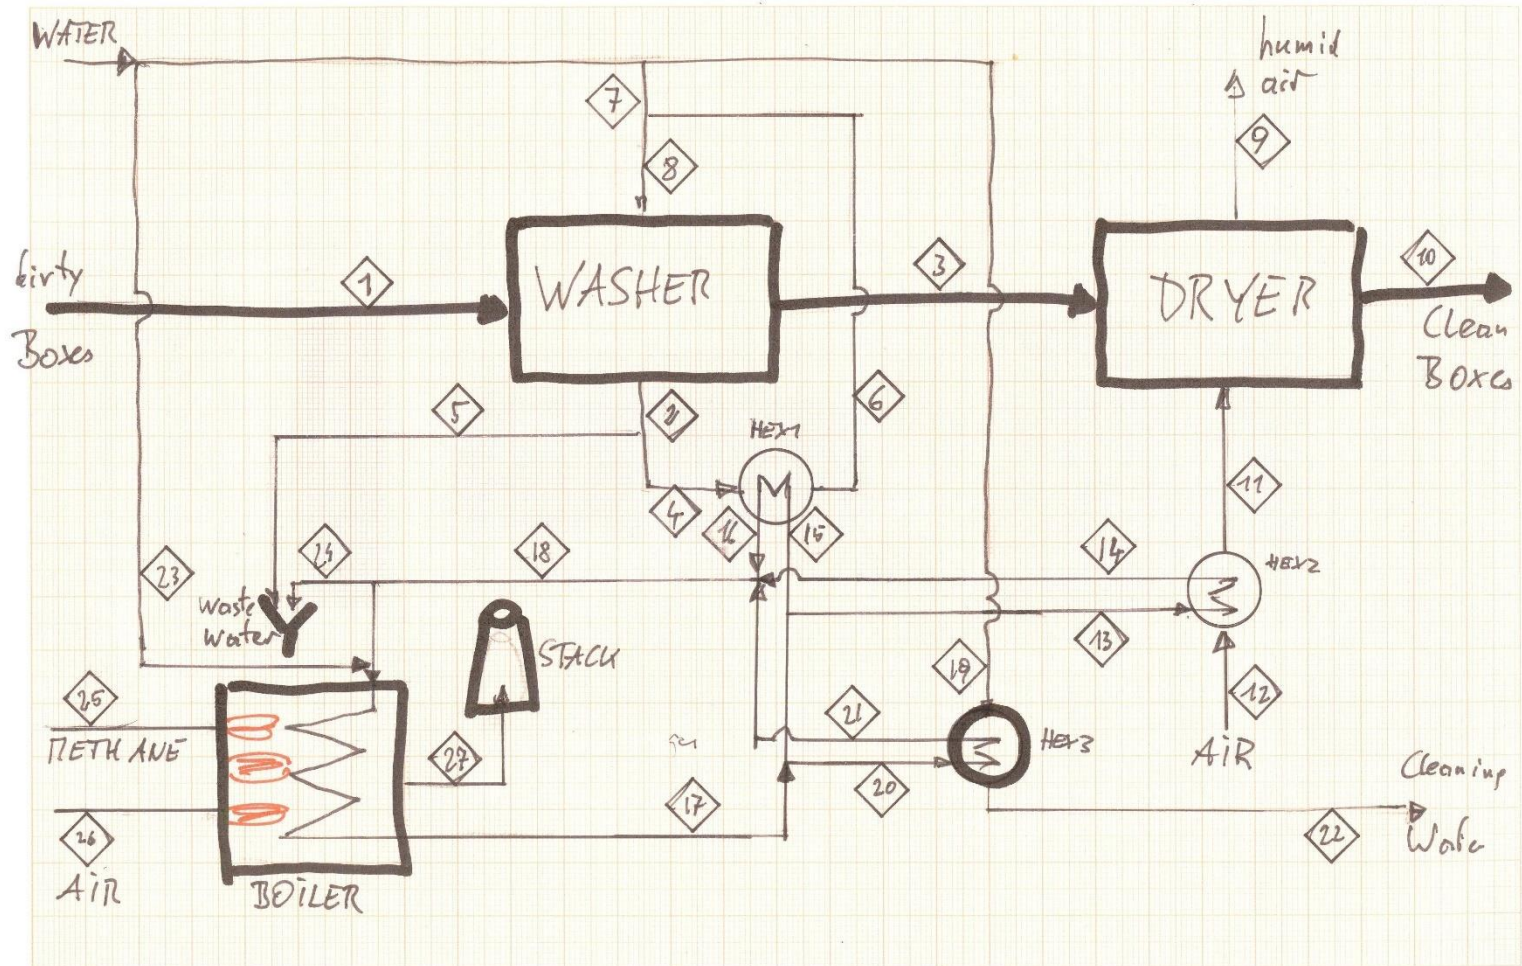 WATER
humid
air
7
9
8
dirty
Boxes
1
WASHER
3
DRYER
10
Clean
Boxes
5
2
6
HEX1
4
16
15
11
23
24
18
14
HEX2
Waste
Water
STACK
13
19
12
25
METHANE
27
21
HEX3
AiR
20
Cleaning
17
26
22
AiR
BOiLER